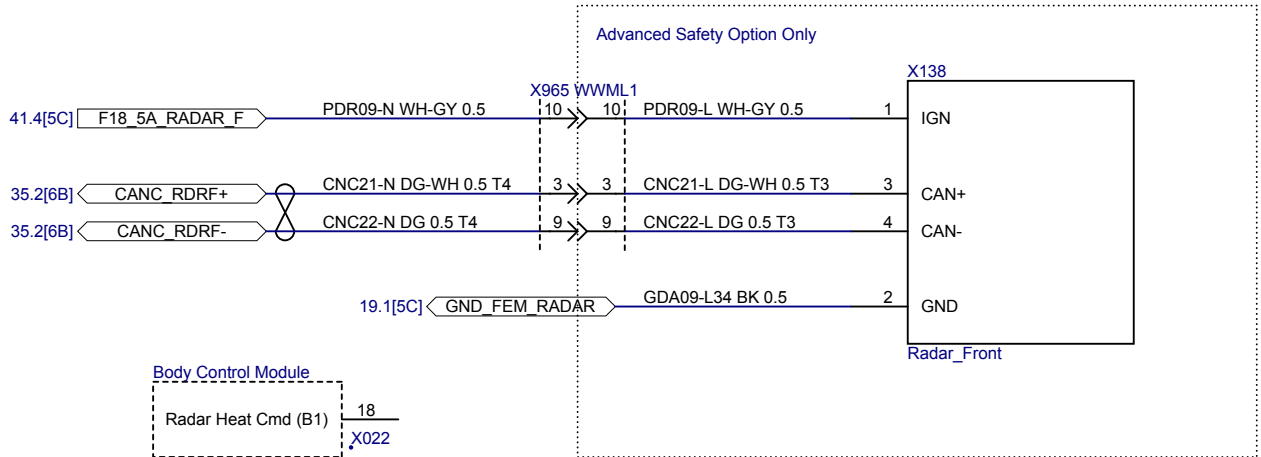 Advanced Safety Option Only
X138
X965 WWML1
41.4[5C] F18_5A_RADAR_F PDR09-N WH-GY 0.5 10 10 PDR09-L WH-GY 0.5 1 IGN
35.2[6B] CANC_RDRF+ CNC21-N DG-WH 0.5 T4 3 3 CNC21-L DG-WH 0.5 T3 3 CAN+
35.2[6B] CANC_RDRF- CNC22-N DG 0.5 T4 9 9 CNC22-L DG 0.5 T3 4 CAN-
19.1[5C] GND_FEM_RADAR GDA09-L34 BK 0.5 2 GND
Radar_Front
Body Control Module
Radar Heat Cmd (B1) 18
X022